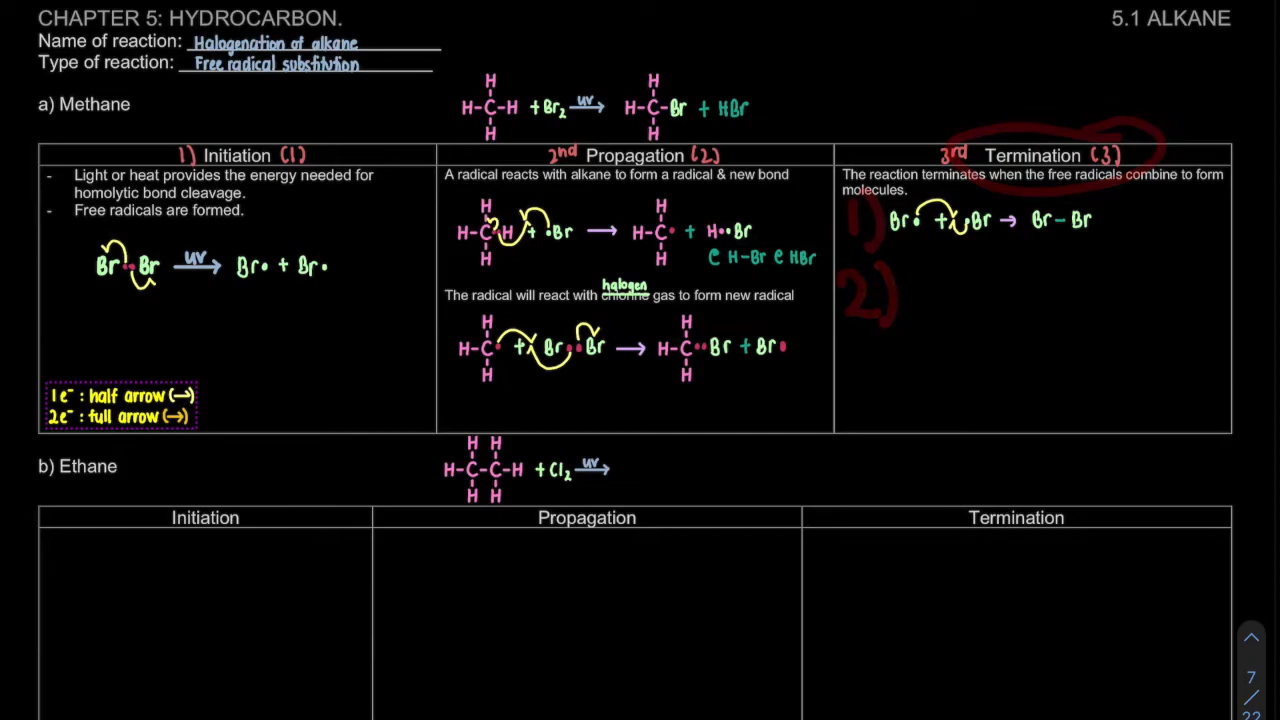 CHAPTER 5: HYDROCARBON. 5.1 ALKANE
Name of reaction: Halogenation of alkane
Type of reaction: Free radical substitution
a) Methane
H
H-C-H + Br2 uv → H-C-Br + HBr
H
1) Initiation (1)
- Light or heat provides the energy needed for
homolytic bond cleavage.
- Free radicals are formed.
Br••Br uv → Br• + Br•
1e⁻ : half arrow (⇀)
2e⁻ : full arrow (→)
2nd Propagation (2)
A radical reacts with alkane to form a radical & new bond
H H
H-C•H + •Br → H-C• + H••Br
H H
@ H-Br @ HBr
halogen
The radical will react with chlorine gas to form new radical
H H
H-C• + Br••Br → H-C••Br + Br•
H H
3rd Termination (3)
The reaction terminates when the free radicals combine to form
molecules.
1) Br• + •Br → Br-Br
2)
b) Ethane
H H
H-C-C-H + Cl2 uv →
H H
Initiation Propagation Termination
7
/
22